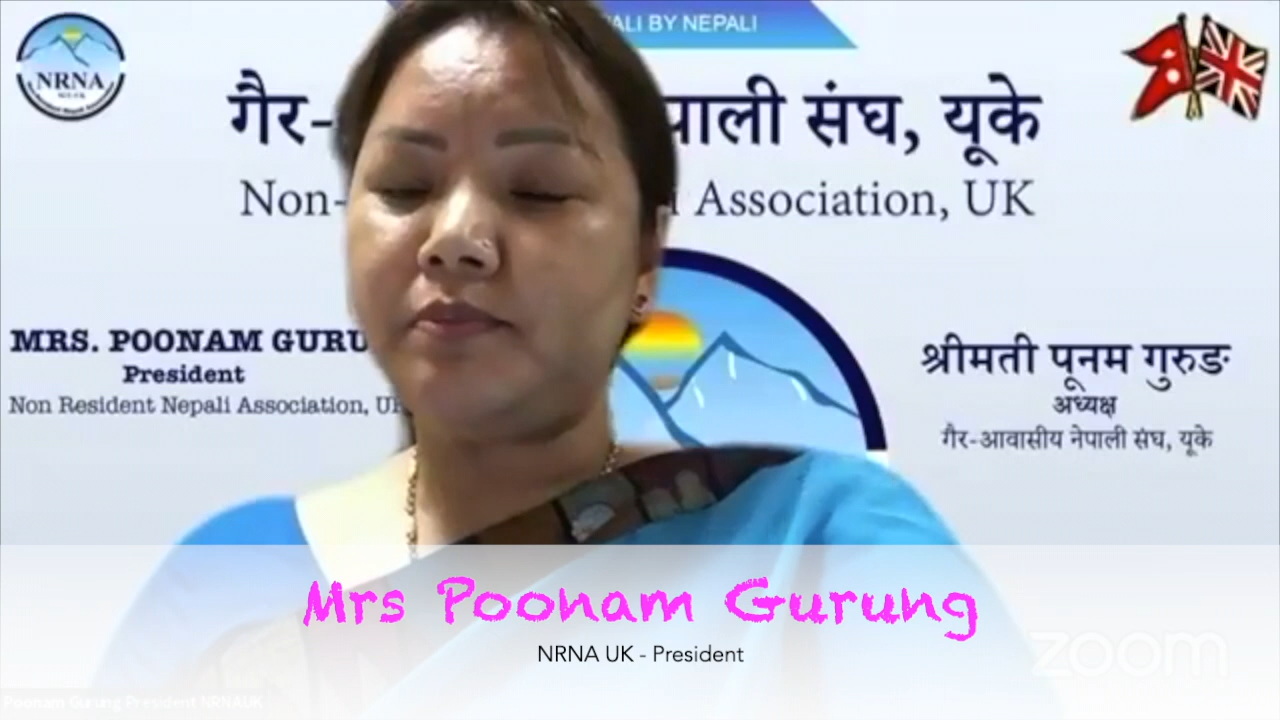 ALI BY NEPALI
NRNA
गैर- पाली संघ, यूके
Non- i Association, UK
MRS. POONAM GURU
President
Non Resident Nepali Association, UK
श्रीमती पूनम गुरुङ
अध्यक्ष
गैर-आवासीय नेपाली संघ, यूके
Mrs Poonam Gurung
NRNA UK - President
zoom
Poonam Gurung President NRNAUK